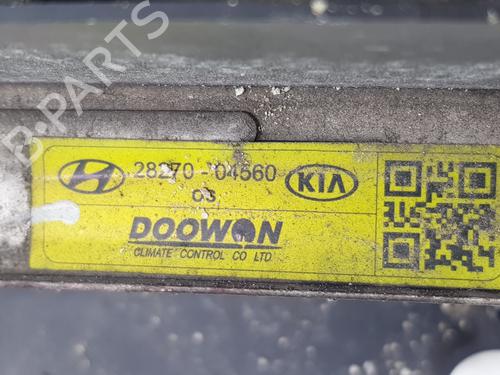 B-PARTS
28270-04560
03
KIA
DOOWON
CLIMATE CONTROL CO LTD